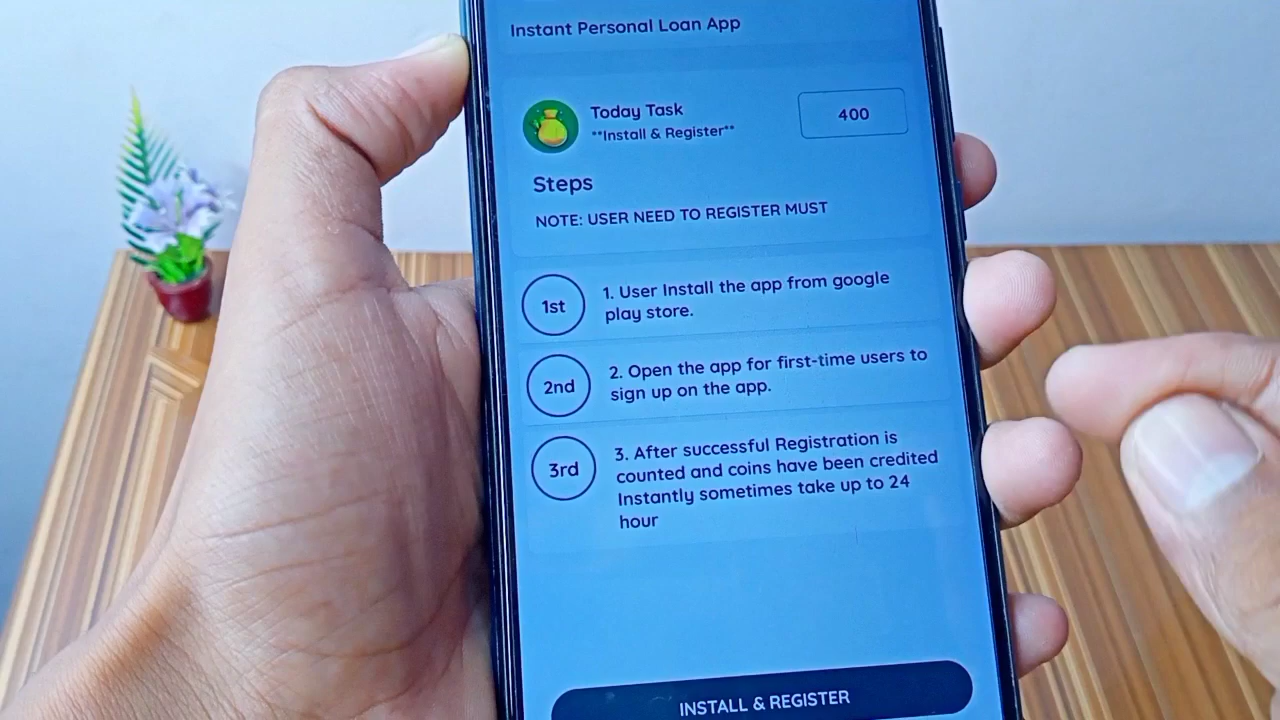 Instant Personal Loan App
Today Task
**Install & Register**
400
Steps
NOTE: USER NEED TO REGISTER MUST
1st
1. User Install the app from google
play store.
2nd
2. Open the app for first-time users to
sign up on the app.
3rd
3. After successful Registration is
counted and coins have been credited
Instantly sometimes take up to 24
hour
INSTALL & REGISTER